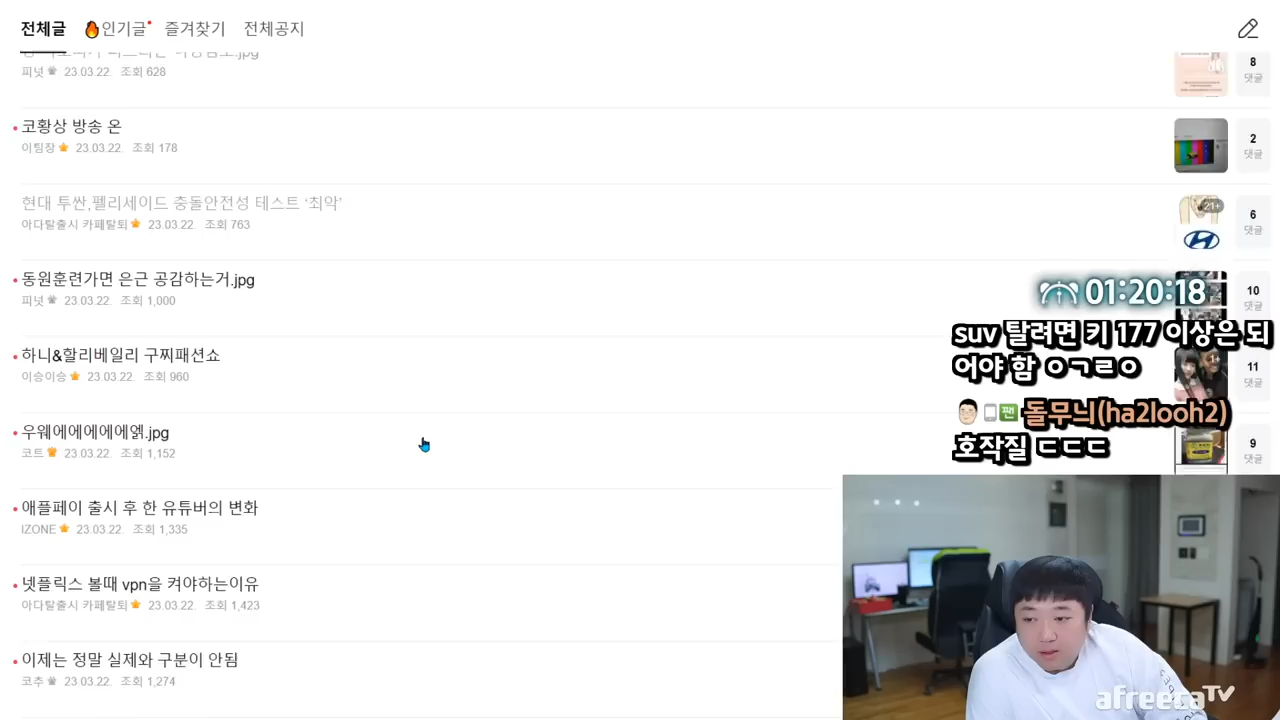 전체글 인기글 즐겨찾기 전체공지
피넛 23.03.22. 조회 628
8
댓글
코황상 방송 온
이팀장 23.03.22. 조회 178
2
댓글
현대 투싼,펠리세이드 충돌안전성 테스트 ‘최악’
아다탈출시 카페탈퇴 23.03.22. 조회 763
21+
6
댓글
동원훈련가면 은근 공감하는거.jpg
피넛 23.03.22. 조회 1,000
10
댓글
01:20:18
suv 탈려면 키 177 이상은 되
어야 함 ㅇㄱㄹㅇ
하니&할리베일리 구찌패션쇼
이승이승 23.03.22. 조회 960
1+
11
댓글
팬 돌무늬(ha2looh2)
호작질 ㄷㄷㄷ
우웨에에에에에엙.jpg
코트 23.03.22. 조회 1,152
9
댓글
애플페이 출시 후 한 유튜버의 변화
IZONE 23.03.22. 조회 1,335
넷플릭스 볼때 vpn을 켜야하는이유
아다탈출시 카페탈퇴 23.03.22. 조회 1,423
이제는 정말 실제와 구분이 안됨
코추 23.03.22. 조회 1,274
afreecaTV